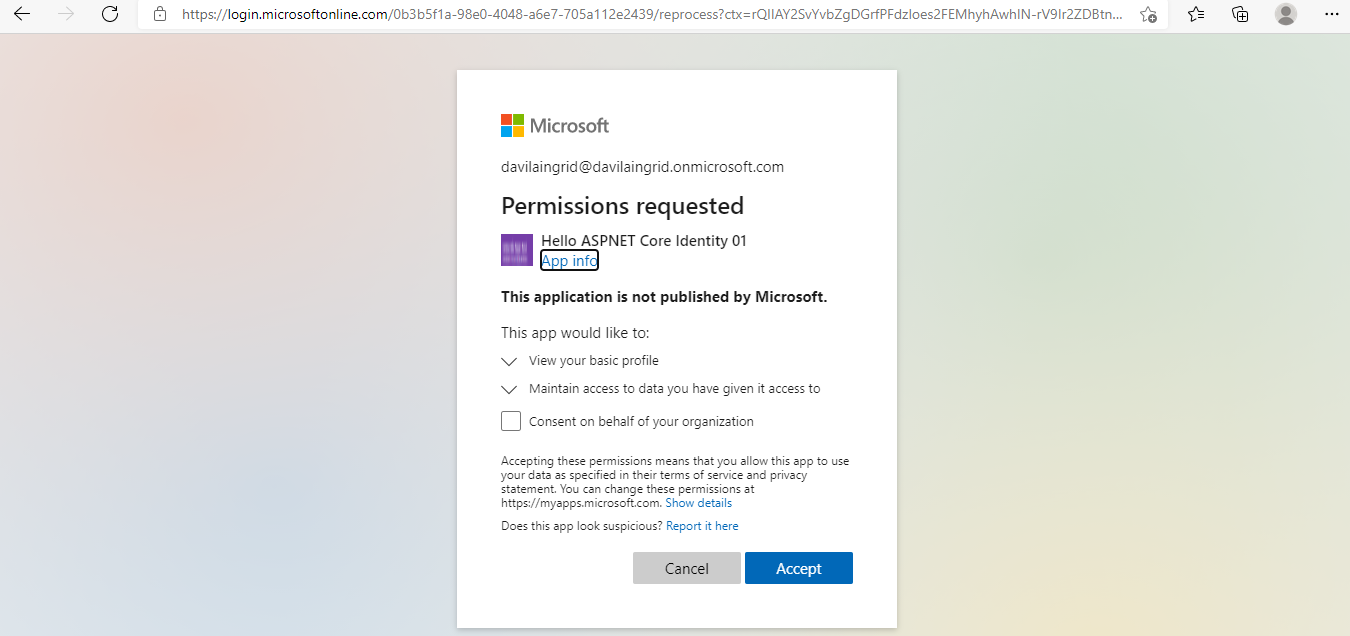 https://login.microsoftonline.com/0b3b5f1a-98e0-4048-a6e7-705a112e2439/reprocess?ctx=rQIIAY2SvYvbZgDGrfPFdzloes2FEMhyhAwhIN-rV9Ir2ZDBtn...
Microsoft
davilaingrid@davilaingrid.onmicrosoft.com
Permissions requested
Hello ASPNET Core Identity 01
App info
This application is not published by Microsoft.
This app would like to:
View your basic profile
Maintain access to data you have given it access to
Consent on behalf of your organization
Accepting these permissions means that you allow this app to use
your data as specified in their terms of service and privacy
statement. You can change these permissions at
https://myapps.microsoft.com. Show details
Does this app look suspicious? Report it here
Cancel Accept